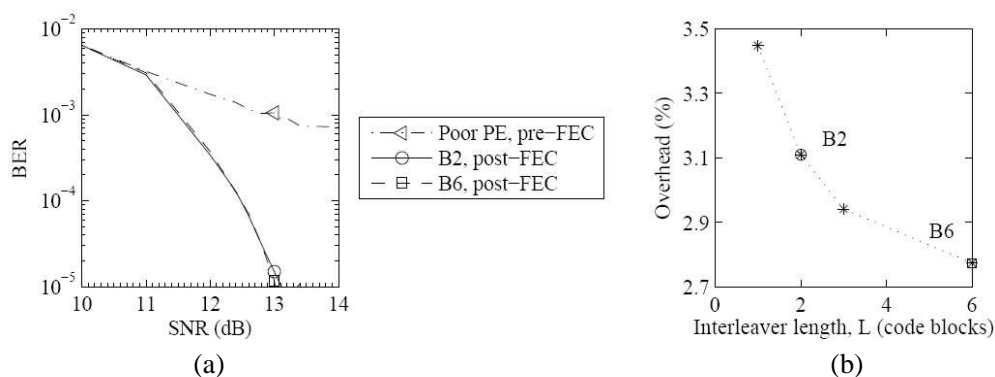 10⁻²
10⁻³
10⁻⁴
10⁻⁵
BER
10 11 12 13 14
SNR (dB)
(a)
Poor PE, pre−FEC
B2, post−FEC
B6, post−FEC
3.5
3.3
3.1
2.9
2.7
Overhead (%)
B2
B6
0 2 4 6
Interleaver length, L (code blocks)
(b)